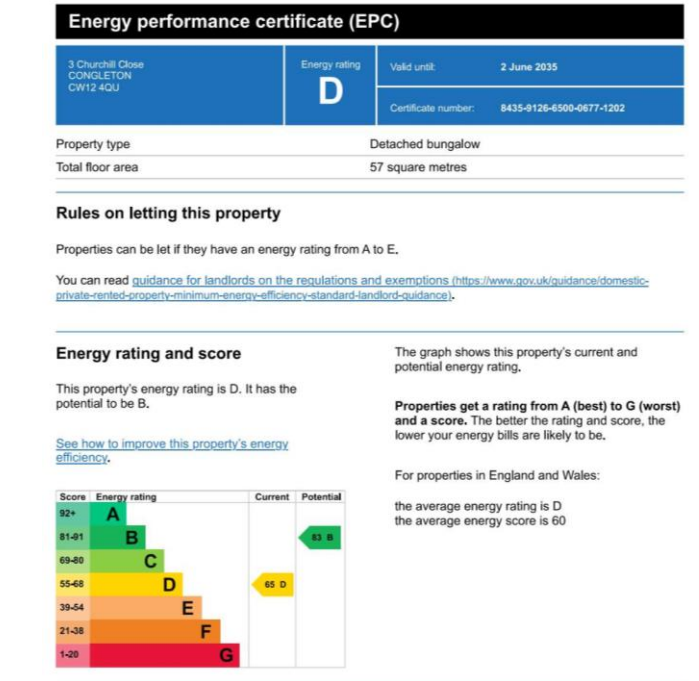 Energy performance certificate (EPC)
3 Churchill Close
CONGLETON
CW12 4QU
Energy rating
D
Valid until:
2 June 2035
Certificate number:
8435-9126-6500-0677-1202
Property type
Detached bungalow
Total floor area
57 square metres
Rules on letting this property
Properties can be let if they have an energy rating from A to E.
You can read guidance for landlords on the regulations and exemptions (https://www.gov.uk/guidance/domestic-
private-rented-property-minimum-energy-efficiency-standard-landlord-guidance).
Energy rating and score
This property's energy rating is D. It has the
potential to be B.
See how to improve this property's energy
efficiency.
Score Energy rating Current Potential
92+ A
81-91 B 83 B
69-80 C
55-68 D 65 D
39-54 E
21-38 F
1-20 G
The graph shows this property's current and
potential energy rating.
Properties get a rating from A (best) to G (worst)
and a score. The better the rating and score, the
lower your energy bills are likely to be.
For properties in England and Wales:
the average energy rating is D
the average energy score is 60